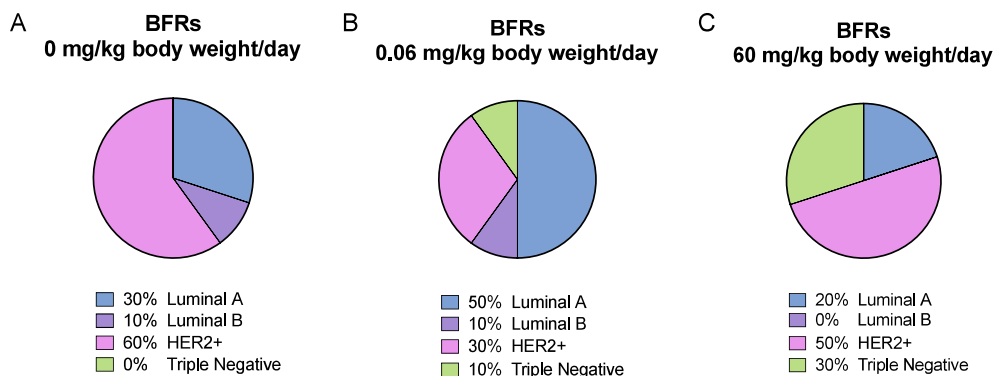 A
BFRs
0 mg/kg body weight/day
30% Luminal A
10% Luminal B
60% HER2+
0% Triple Negative
B
BFRs
0.06 mg/kg body weight/day
50% Luminal A
10% Luminal B
30% HER2+
10% Triple Negative
C
BFRs
60 mg/kg body weight/day
20% Luminal A
0% Luminal B
50% HER2+
30% Triple Negative